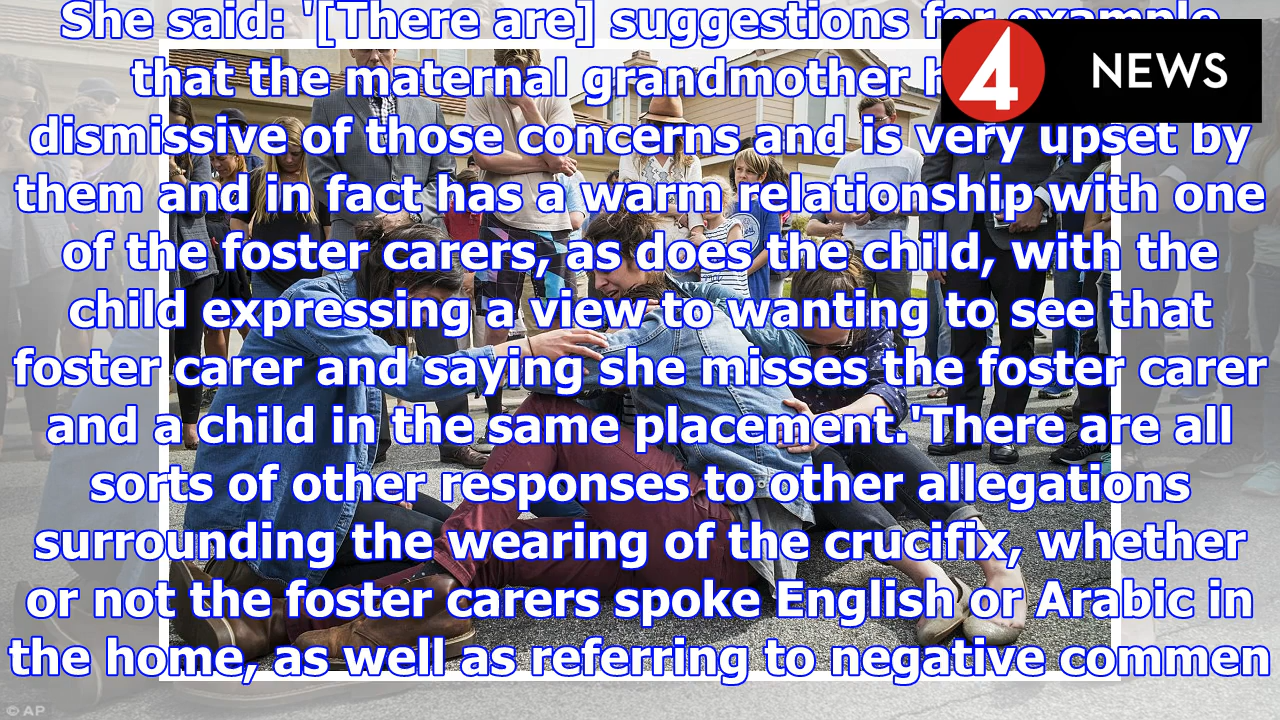 She said: '[There are] suggestions for example
that the maternal grandmother
dismissive of those concerns and is very upset by
them and in fact has a warm relationship with one
of the foster carers, as does the child, with the
child expressing a view to wanting to see that
foster carer and saying she misses the foster carer
and a child in the same placement.'There are all
sorts of other responses to other allegations
surrounding the wearing of the crucifix, whether
or not the foster carers spoke English or Arabic in
the home, as well as referring to negative commen
4 NEWS
© AP